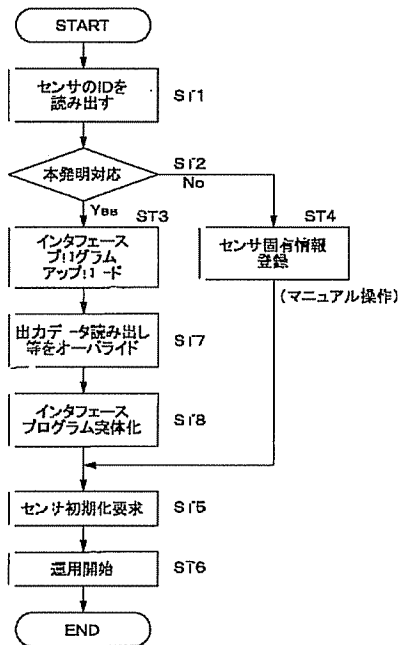 START
センサのIDを
読み出す
ST1
本発明対応
ST2
No
Yes
ST3
インタフェース
プログラム
アップロード
ST4
センサ固有情報
登録
(マニュアル操作)
出力データ読み出し
等をオーバライド
ST7
インタフェース
プログラム実体化
ST8
センサ初期化要求
ST5
運用開始
ST6
END